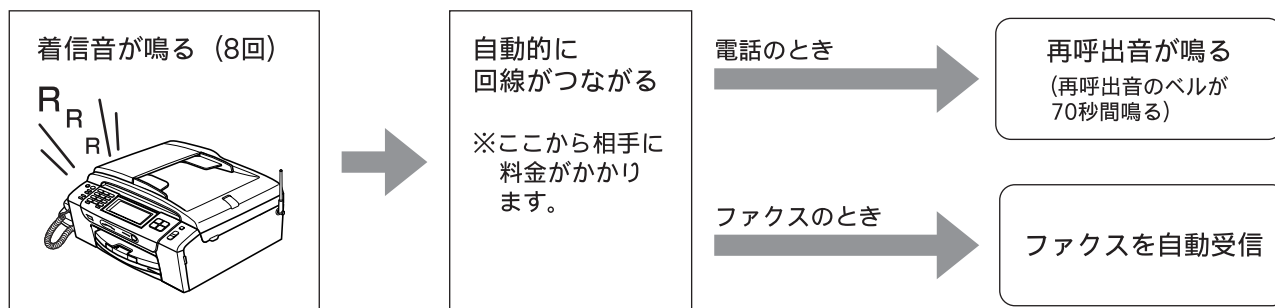 着信音が鳴る（8回）
R
R
R
自動的に
回線がつながる
※ここから相手に
料金がかかり
ます。
電話のとき
再呼出音が鳴る
（再呼出音のベルが
70秒間鳴る）
ファクスのとき
ファクスを自動受信